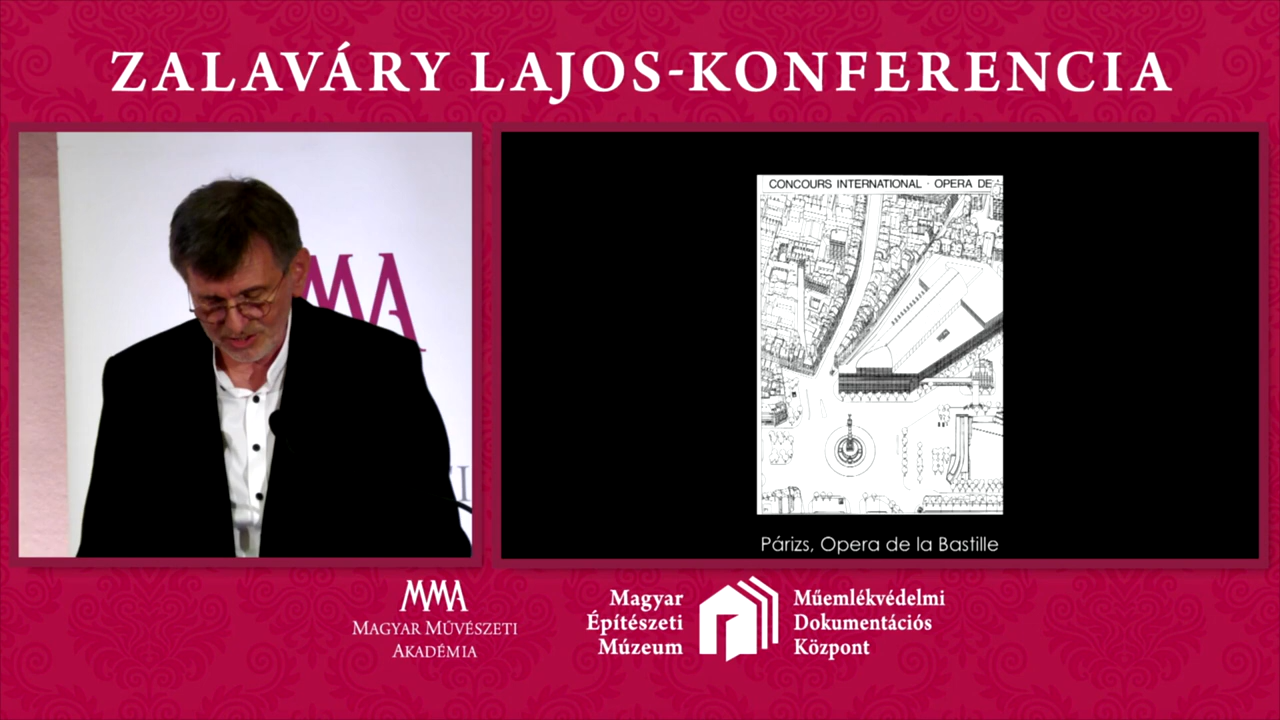 ZALAVÁRY LAJOS-KONFERENCIA
MMA
CONCOURS INTERNATIONAL · OPERA DE
Párizs, Opera de la Bastille
MMA
MAGYAR MŰVÉSZETI
AKADÉMIA
Magyar
Építészeti
Múzeum
Műemlékvédelmi
Dokumentációs
Központ